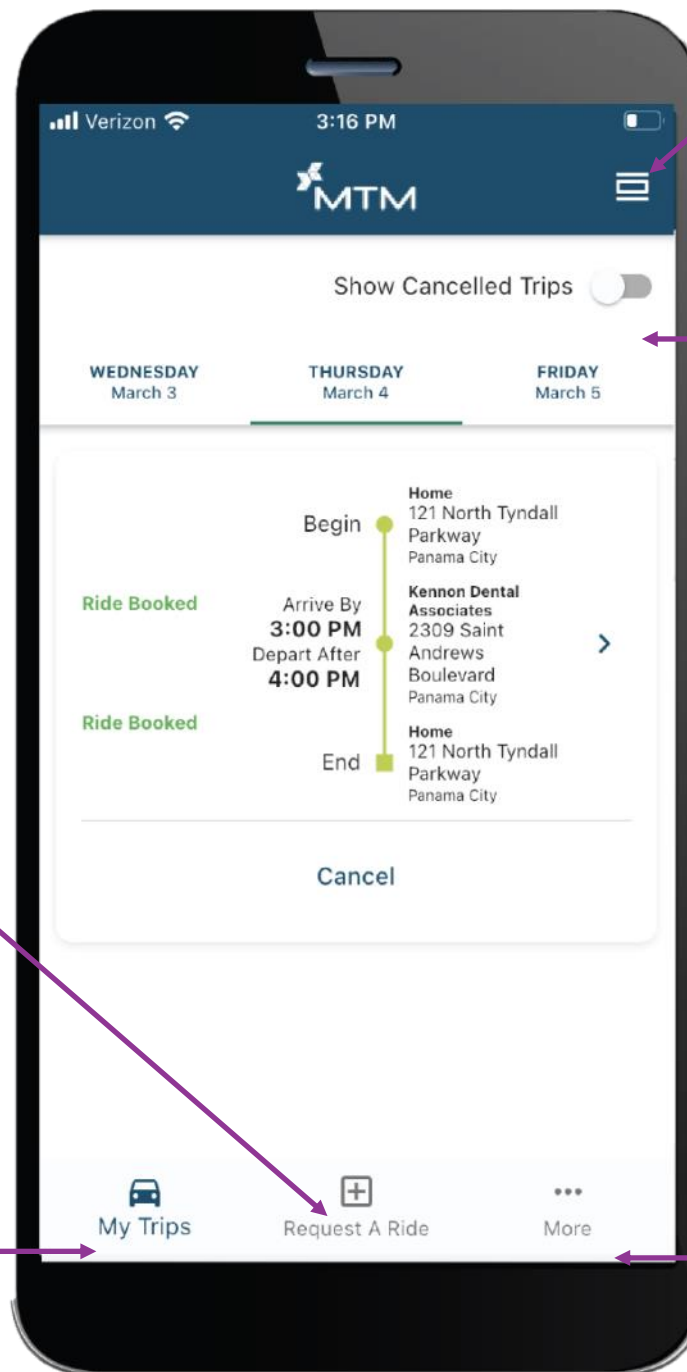 Verizon
3:16 PM
MTM
Show Cancelled Trips
WEDNESDAY
March 3
THURSDAY
March 4
FRIDAY
March 5
Begin
Home
121 North Tyndall
Parkway
Panama City
Ride Booked
Arrive By
3:00 PM
Depart After
4:00 PM
Kennon Dental
Associates
2309 Saint
Andrews
Boulevard
Panama City
Ride Booked
End
Home
121 North Tyndall
Parkway
Panama City
Cancel
My Trips
Request A Ride
More